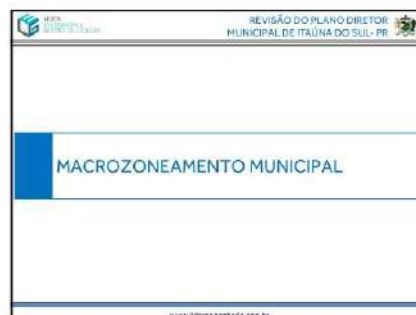 REVISÃO DO PLANO DIRETOR
MUNICIPAL DE ITAÚNA DO SUL- PR
MACROZONEAMENTO MUNICIPAL